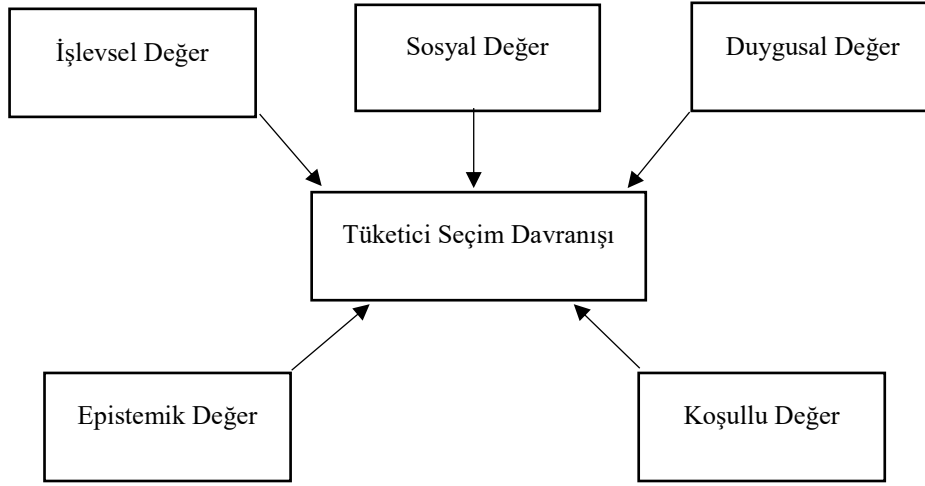 İşlevsel Değer
Sosyal Değer
Duygusal Değer
Tüketici Seçim Davranışı
Epistemik Değer
Koşullu Değer